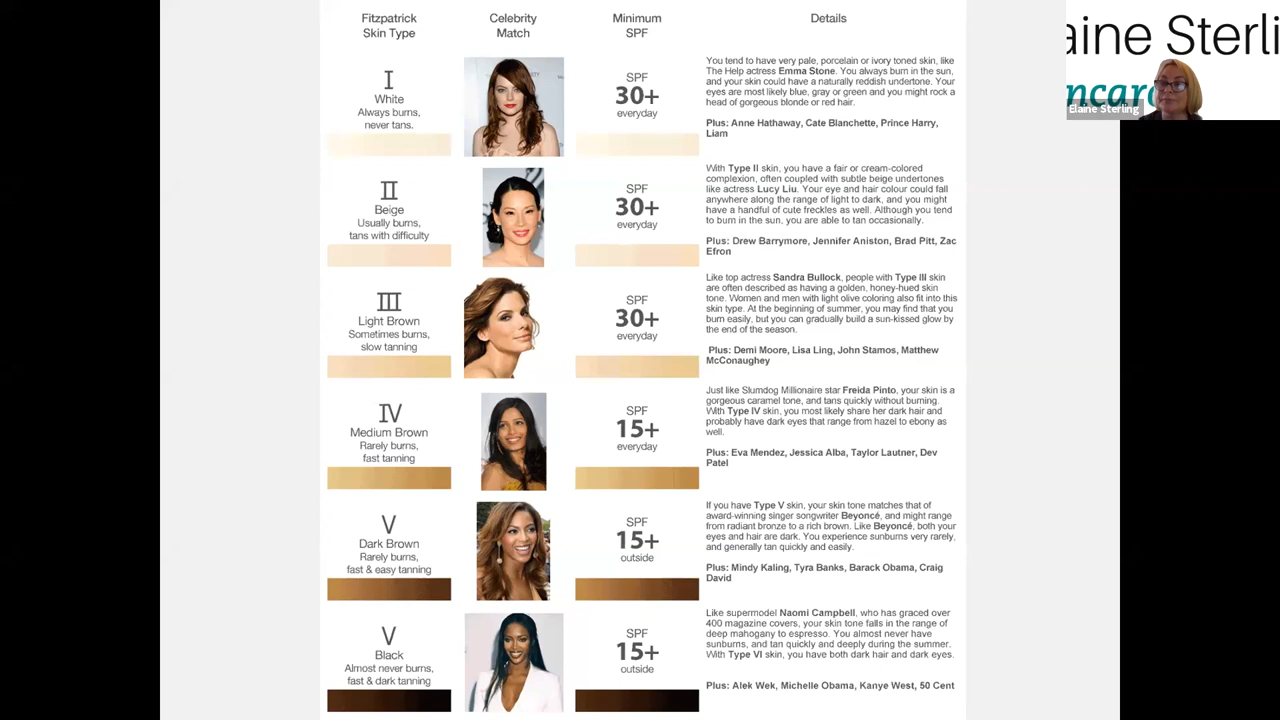 Fitzpatrick
Skin Type
Celebrity
Match
Minimum
SPF
Details
I
White
Always burns,
never tans.
SPF
30+
everyday
You tend to have very pale, porcelain or ivory toned skin, like
The Help actress Emma Stone. You always burn in the sun,
and your skin could have a naturally reddish undertone. Your
eyes are most likely blue, gray or green and you might rock a
head of gorgeous blonde or red hair.
Plus: Anne Hathaway, Cate Blanchette, Prince Harry,
Liam
II
Beige
Usually burns,
tans with difficulty
SPF
30+
everyday
With Type II skin, you have a fair or cream-colored
complexion, often coupled with subtle beige undertones
like actress Lucy Liu. Your eye and hair colour could fall
anywhere along the range of light to dark, and you might
have a handful of cute freckles as well. Although you tend
to burn in the sun, you are able to tan occasionally.
Plus: Drew Barrymore, Jennifer Aniston, Brad Pitt, Zac
Efron
III
Light Brown
Sometimes burns,
slow tanning
SPF
30+
everyday
Like top actress Sandra Bullock, people with Type III skin
are often described as having a golden, honey-hued skin
tone. Women and men with light olive coloring also fit into this
skin type. At the beginning of summer, you may find that you
burn easily, but you can gradually build a sun-kissed glow by
the end of the season.
Plus: Demi Moore, Lisa Ling, John Stamos, Matthew
McConaughey
IV
Medium Brown
Rarely burns,
fast tanning
SPF
15+
everyday
Just like Slumdog Millionaire star Freida Pinto, your skin is a
gorgeous caramel tone, and tans quickly without burning.
With Type IV skin, you most likely share her dark hair and
probably have dark eyes that range from hazel to ebony as
well.
Plus: Eva Mendez, Jessica Alba, Taylor Lautner, Dev
Patel
V
Dark Brown
Rarely burns,
fast & easy tanning
SPF
15+
outside
If you have Type V skin, your skin tone matches that of
award-winning singer songwriter Beyoncé, and might range
from radiant bronze to a rich brown. Like Beyoncé, both your
eyes and hair are dark. You experience sunburns very rarely,
and generally tan quickly and easily.
Plus: Mindy Kaling, Tyra Banks, Barack Obama, Craig
David
V
Black
Almost never burns,
fast & dark tanning
SPF
15+
outside
Like supermodel Naomi Campbell, who has graced over
400 magazine covers, your skin tone falls in the range of
deep mahogany to espresso. You almost never have
sunburns, and tan quickly and deeply during the summer.
With Type VI skin, you have both dark hair and dark eyes.
Plus: Alek Wek, Michelle Obama, Kanye West, 50 Cent
aine Sterli
ncar
Elaine Sterling